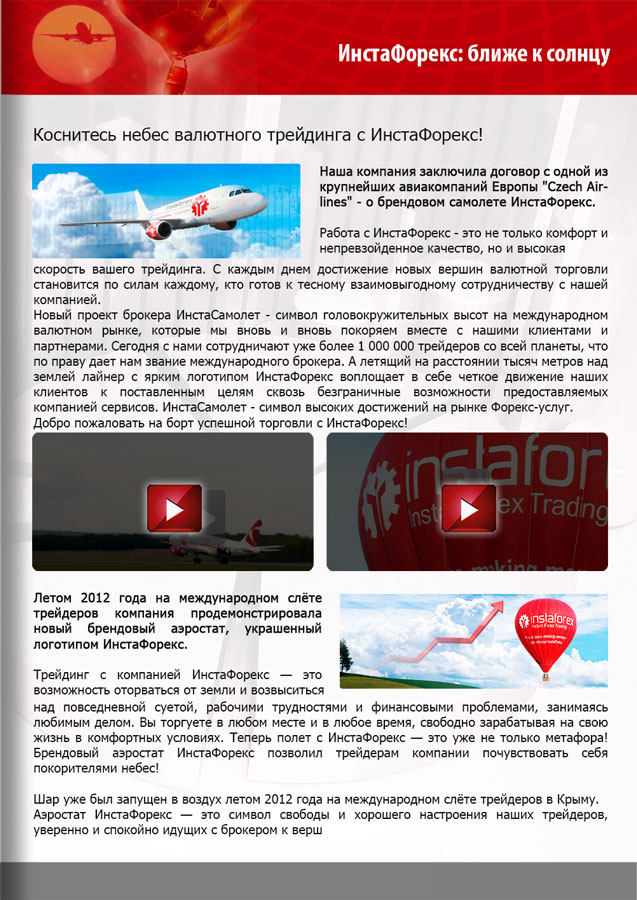 ИнстаФорекс: ближе к солнцу
Коснитесь небес валютного трейдинга с ИнстаФорекс!
Наша компания заключила договор с одной из
крупнейших авиакомпаний Европы "Czech Air-
lines" - о брендовом самолете ИнстаФорекс.
Работа с ИнстаФорекс - это не только комфорт и
непревзойденное качество, но и высокая
скорость вашего трейдинга. С каждым днем достижение новых вершин валютной торговли
становится по силам каждому, кто готов к тесному взаимовыгодному сотрудничеству с нашей
компанией.
Новый проект брокера ИнстаСамолет - символ головокружительных высот на международном
валютном рынке, которые мы вновь и вновь покоряем вместе с нашими клиентами и
партнерами. Сегодня с нами сотрудничают уже более 1 000 000 трейдеров со всей планеты, что
по праву дает нам звание международного брокера. А летящий на расстоянии тысяч метров над
землей лайнер с ярким логотипом ИнстаФорекс воплощает в себе четкое движение наших
клиентов к поставленным целям сквозь безграничные возможности предоставляемых
компанией сервисов. ИнстаСамолет - символ высоких достижений на рынке Форекс-услуг.
Добро пожаловать на борт успешной торговли с ИнстаФорекс!
instaforex
Instant Forex Trading
making
Летом 2012 года на международном слёте
трейдеров компания продемонстрировала
новый брендовый аэростат, украшенный
логотипом ИнстаФорекс.
instaforex
Instant Forex Trading
Трейдинг с компанией ИнстаФорекс — это
возможность оторваться от земли и возвыситься
над повседневной суетой, рабочими трудностями и финансовыми проблемами, занимаясь
любимым делом. Вы торгуете в любом месте и в любое время, свободно зарабатывая на свою
жизнь в комфортных условиях. Теперь полет с ИнстаФорекс — это уже не только метафора!
Брендовый аэростат ИнстаФорекс позволил трейдерам компании почувствовать себя
покорителями небес!
Шар уже был запущен в воздух летом 2012 года на международном слёте трейдеров в Крыму.
Аэростат ИнстаФорекс — это символ свободы и хорошего настроения наших трейдеров,
уверенно и спокойно идущих с брокером к верш